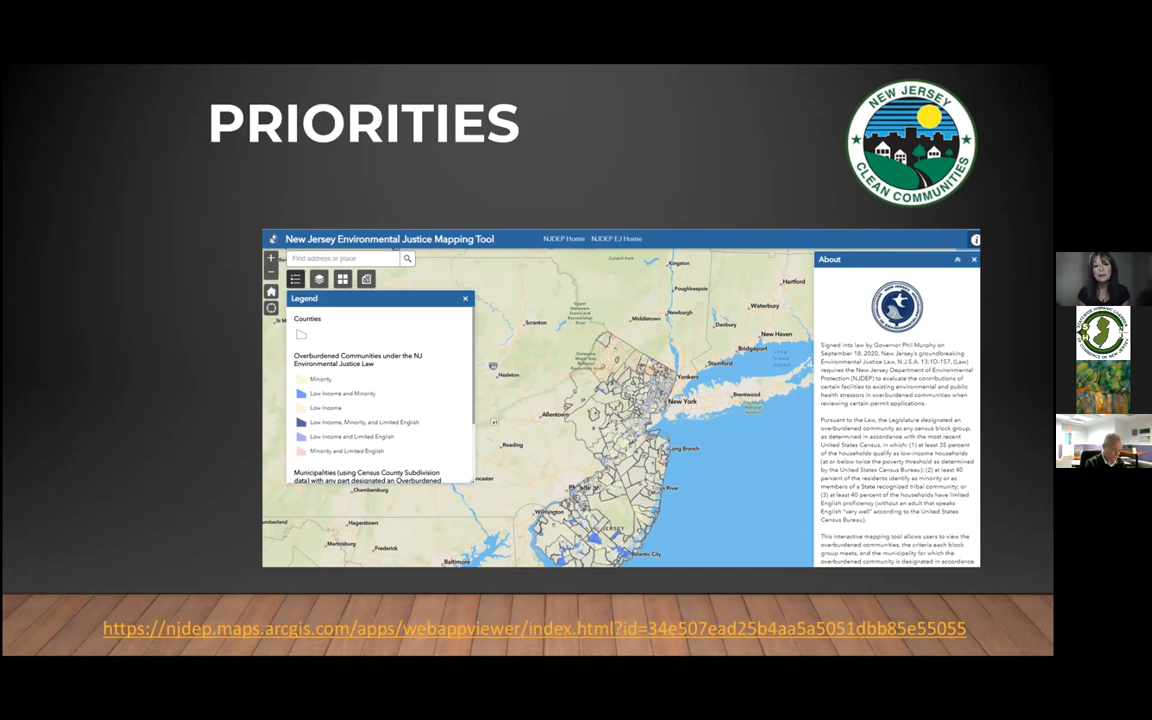 PRIORITIES
NEW JERSEY
CLEAN COMMUNITIES
New Jersey Environmental Justice Mapping Tool
NJDEP Home
NJDEP EJ Home
Find address or place
Legend
Counties
Overburdened Communities under the NJ
Environmental Justice Law
Minority
Low Income and Minority
Low Income
Low Income, Minority, and Limited English
Low Income and Limited English
Minority and Limited English
Municipalities (using Census County Subdivision
data) with any part designated an Overburdened
Catskill Park
Kingston
Hartford
Poughkeepsie
Waterbury
Scranton
Middletown
Newburgh
Danbury
New Haven
Bridgeport
Stamford
Hazleton
Yonkers
Brentwood
New York
Allentown
Reading
Long Branch
Toms River
Chambersburg
Wilmington
JERSEY
Hagerstown
Atlantic City
Martinsburg
Frederick
Baltimore
About
Signed into law by Governor Phil Murphy on
September 18, 2020, New Jersey's groundbreaking
Environmental Justice Law, N.J.S.A. 13:1D-157, (Law)
requires the New Jersey Department of Environmental
Protection (NJDEP) to evaluate the contributions of
certain facilities to existing environmental and public
health stressors in overburdened communities when
reviewing certain permit applications.
Pursuant to the Law, the Legislature designated an
overburdened community as any census block group,
as determined in accordance with the most recent
United States Census, in which: (1) at least 35 percent
of the households qualify as low-income households
(at or below twice the poverty threshold as determined
by the United States Census Bureau); (2) at least 40
percent of the residents identify as minority or as
members of a State recognized tribal community; or
(3) at least 40 percent of the households have limited
English proficiency (without an adult that speaks
English "very well" according to the United States
Census Bureau).
This interactive mapping tool allows users to view the
overburdened communities, the criteria each block
group meets, and the municipality for which the
overburdened community is designated in accordance
https://njdep.maps.arcgis.com/apps/webappviewer/index.html?id=34e507ead25b4aa5a5051dbb85e55055